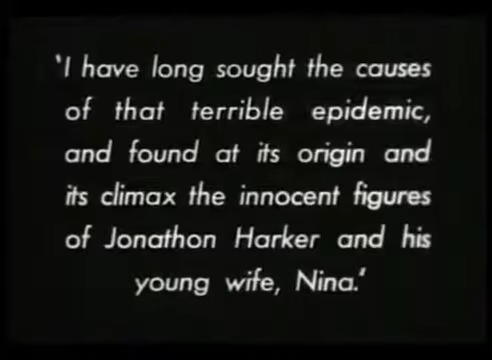 'I have long sought the causes
of that terrible epidemic,
and found at its origin and
its climax the innocent figures
of Jonathon Harker and his
young wife, Nina.'